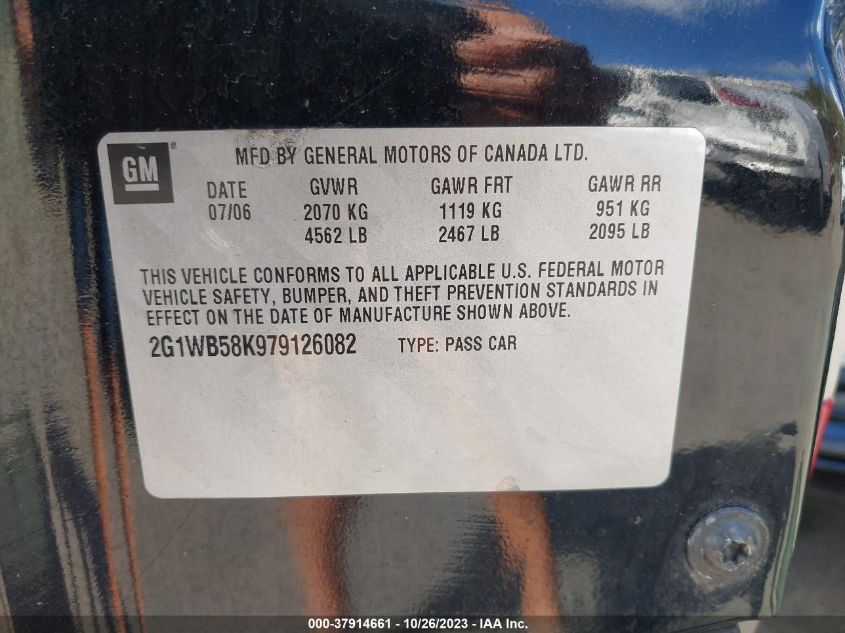 GM ®
MFD BY GENERAL MOTORS OF CANADA LTD.
DATE GVWR GAWR FRT GAWR RR
07/06 2070 KG 1119 KG 951 KG
4562 LB 2467 LB 2095 LB
THIS VEHICLE CONFORMS TO ALL APPLICABLE U.S. FEDERAL MOTOR
VEHICLE SAFETY, BUMPER, AND THEFT PREVENTION STANDARDS IN
EFFECT ON THE DATE OF MANUFACTURE SHOWN ABOVE.
2G1WB58K979126082 TYPE: PASS CAR
000-37914661 - 10/26/2023 - IAA Inc.